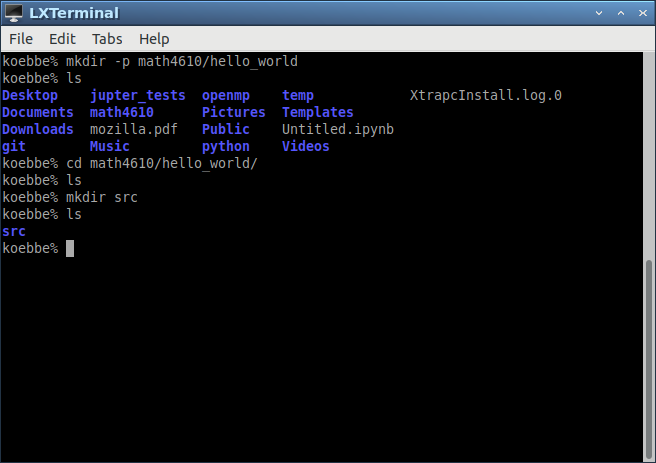 LXTerminal
File Edit Tabs Help
koebbe% mkdir -p math4610/hello_world
koebbe% ls
Desktop jupter_tests openmp temp XtrapcInstall.log.0
Documents math4610 Pictures Templates
Downloads mozilla.pdf Public Untitled.ipynb
git Music python Videos
koebbe% cd math4610/hello_world/
koebbe% ls
koebbe% mkdir src
koebbe% ls
src
koebbe%